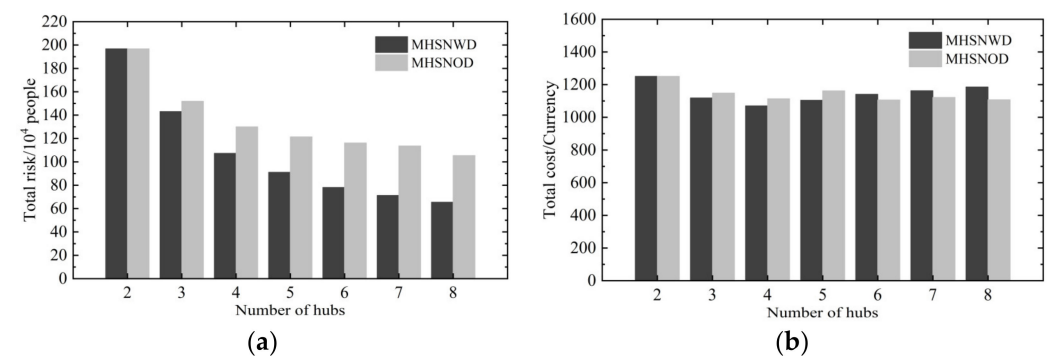 220
200
180
160
140
120
100
80
60
40
20
0
Total risk/10⁴ people
MHSNWD
MHSNOD
2 3 4 5 6 7 8
Number of hubs
(a)
1600
1400
1200
1000
800
600
400
200
0
Total cost/Currency
MHSNWD
MHSNOD
2 3 4 5 6 7 8
Number of hubs
(b)